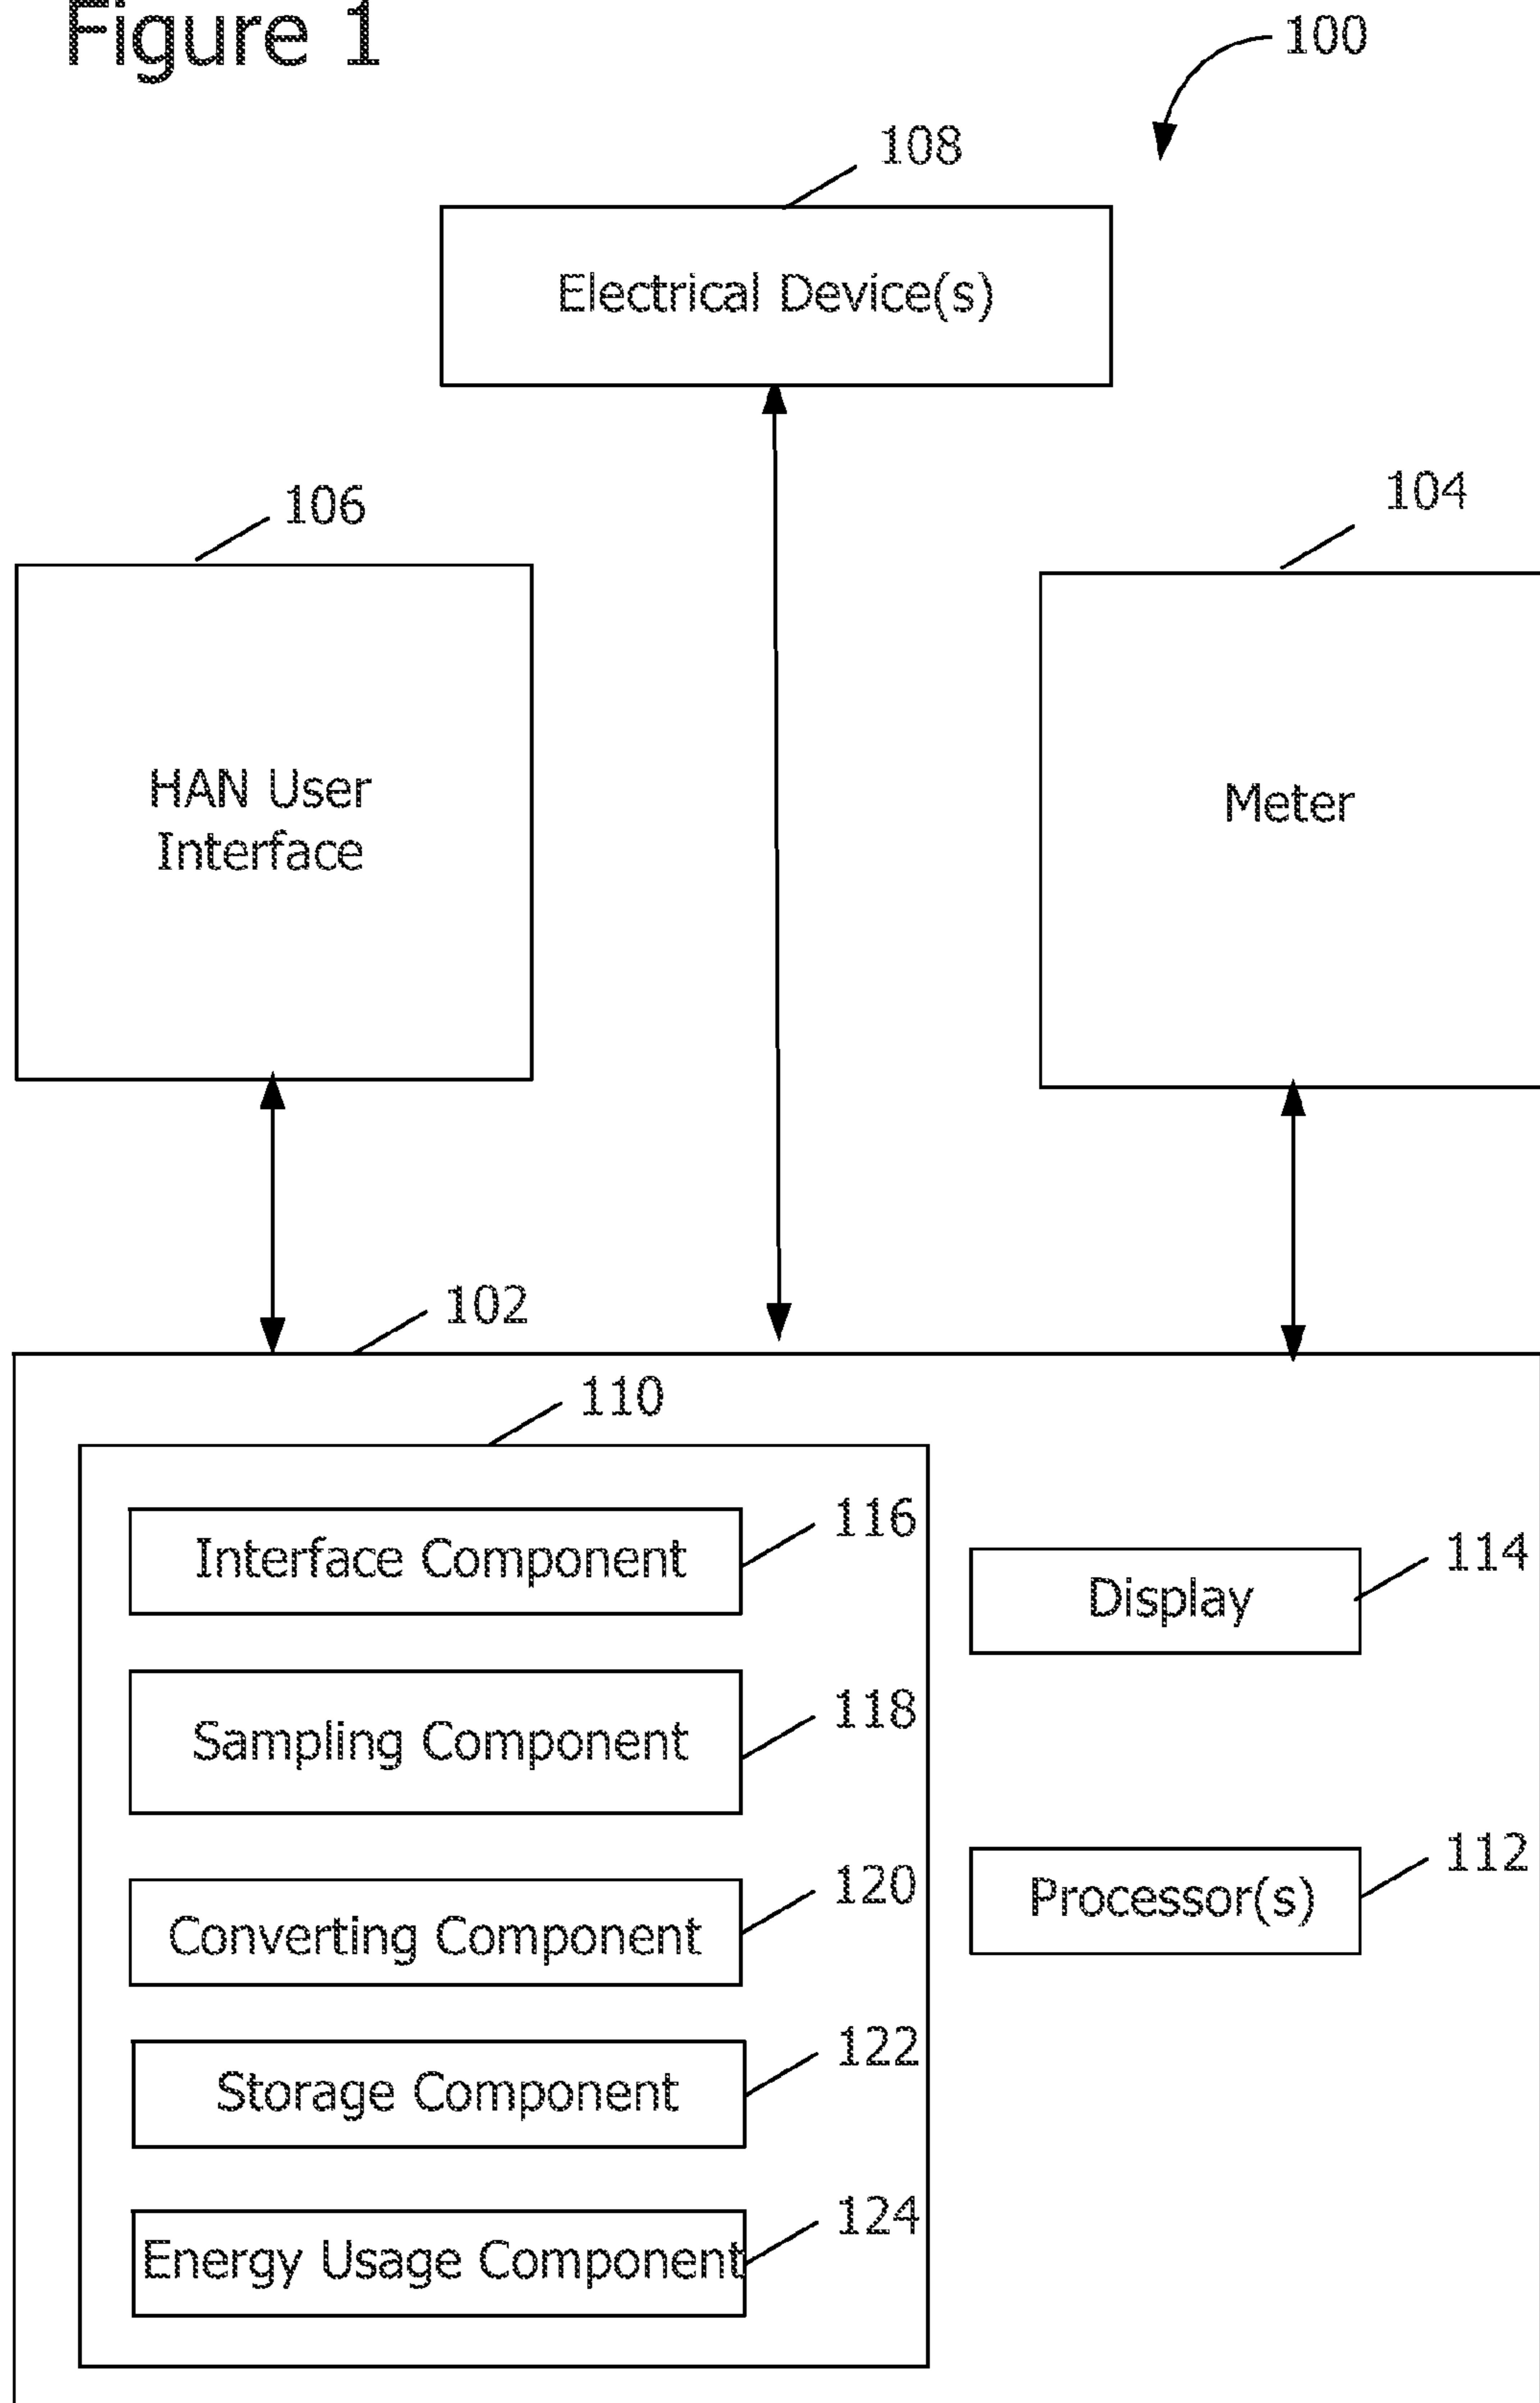 Figure 1
100
108
Electrical Device(s)
106
104
HAN User
Interface
Meter
102
110
Interface Component
116
Display
114
Sampling Component
118
Converting Component
120
Processor(s)
112
Storage Component
122
Energy Usage Component
124